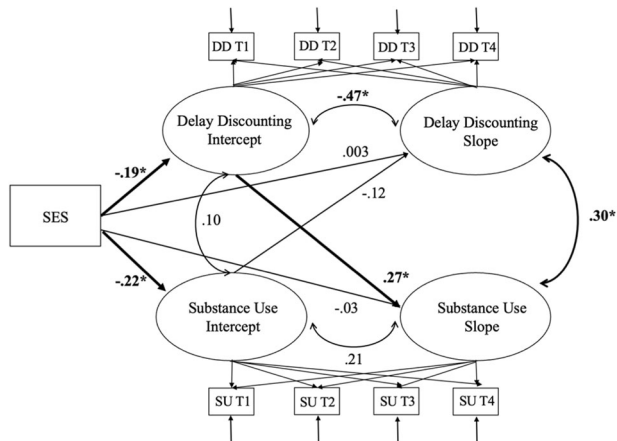 DD T1
DD T2
DD T3
DD T4
-.47*
Delay Discounting
Intercept
Delay Discounting
Slope
.003
-.19*
-.12
SES
.10
.30*
-.22*
.27*
Substance Use
Intercept
-.03
Substance Use
Slope
.21
SU T1
SU T2
SU T3
SU T4